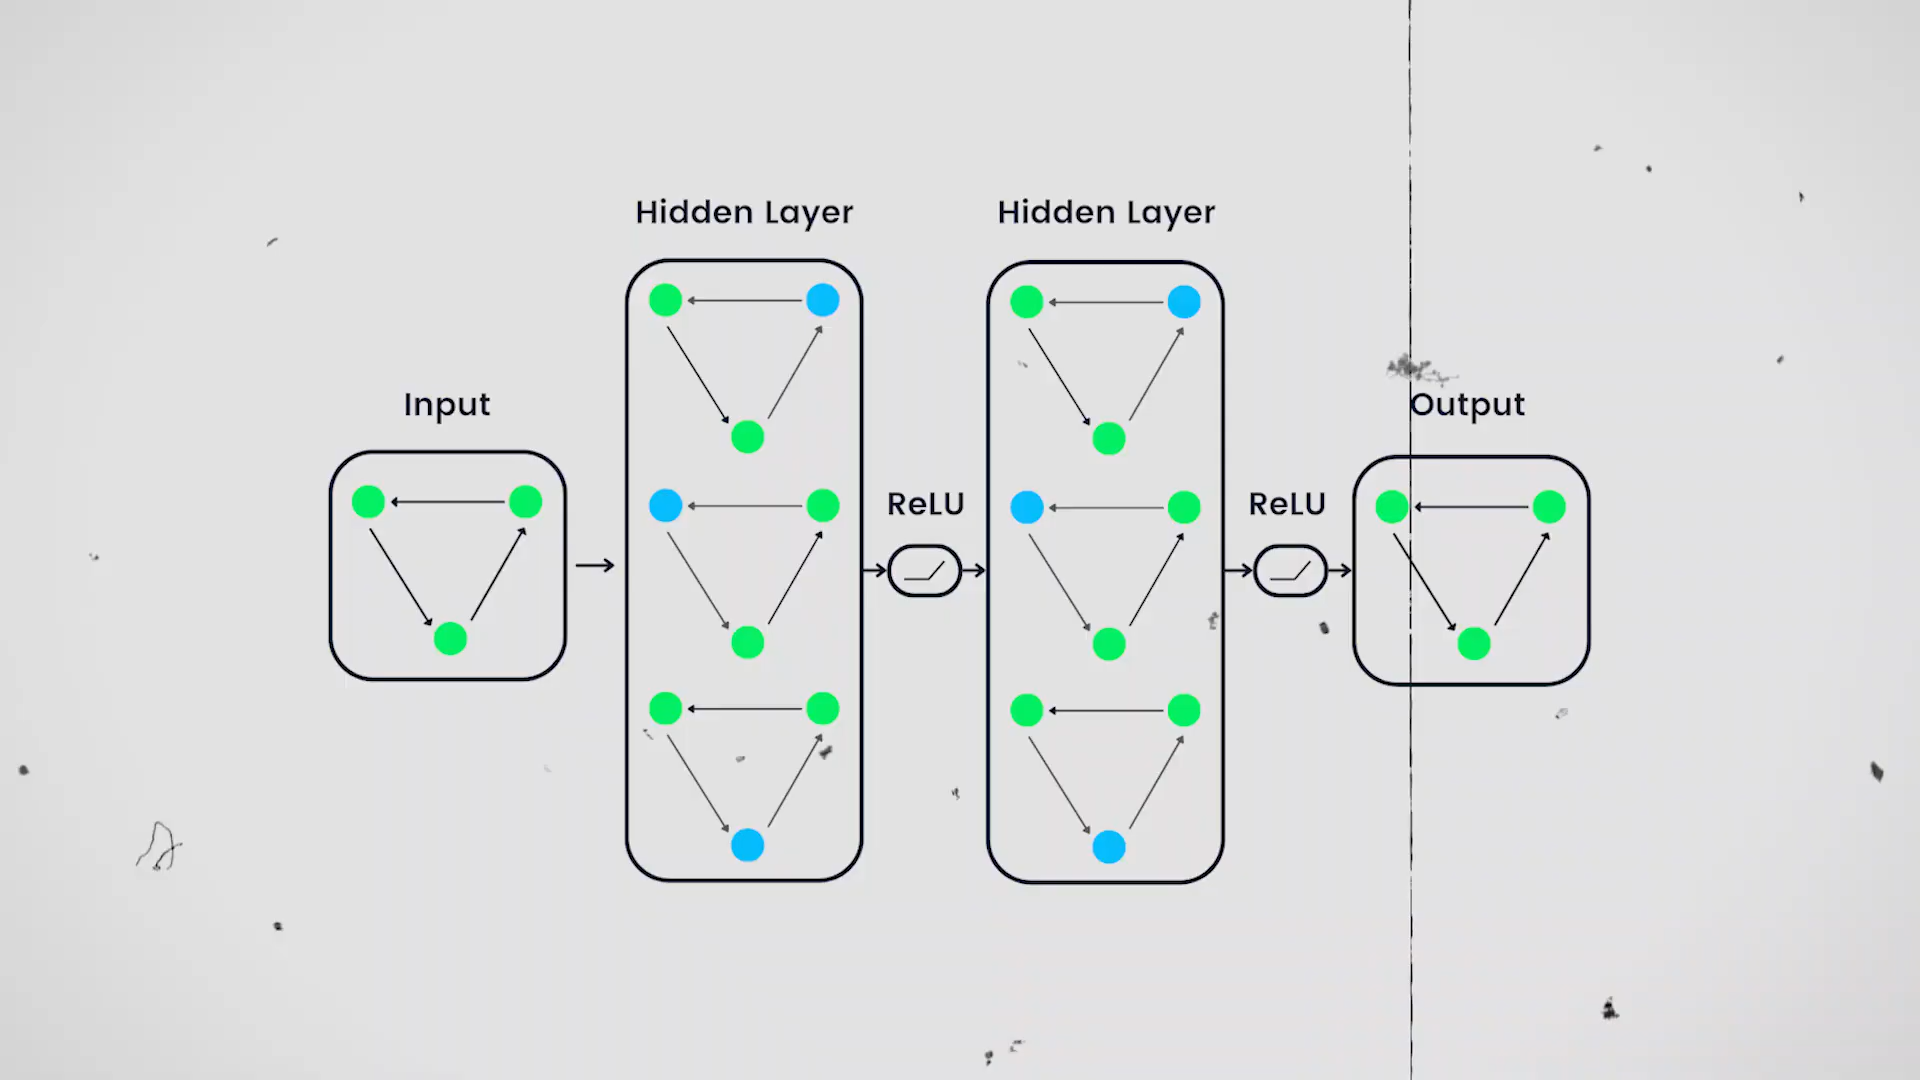 Hidden Layer
Hidden Layer
Input
Output
ReLU
ReLU